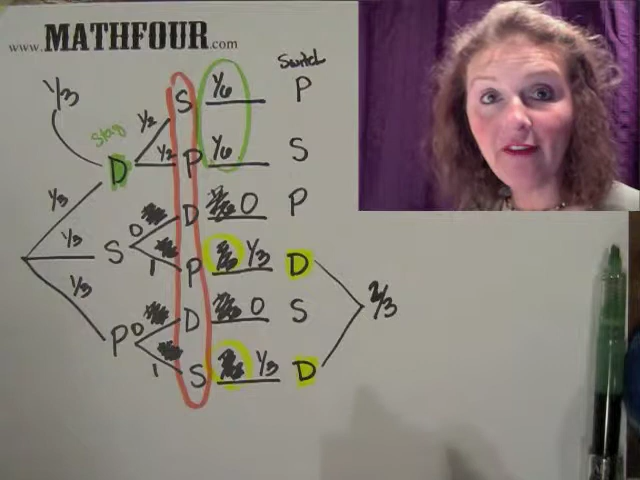 www.MATHFOUR.com
Switch
1/3 S 1/6 P
Stay 1/2
D 1/2 P 1/6 S
1/3 0 D 0 P
1/3 S 1 P 1/3 D
2/3
1/3 P 0 D 0 S
1 S 1/3 D